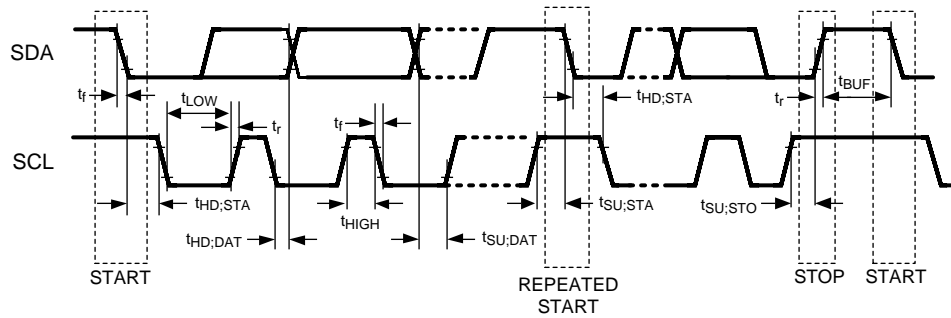 SDA
t_f
t_LOW
t_r
t_f
t_HD;STA
t_r
t_BUF
SCL
t_HD;STA
t_HD;DAT
t_HIGH
t_SU;DAT
t_SU;STA
t_SU;STO
START
REPEATED
START
STOP
START